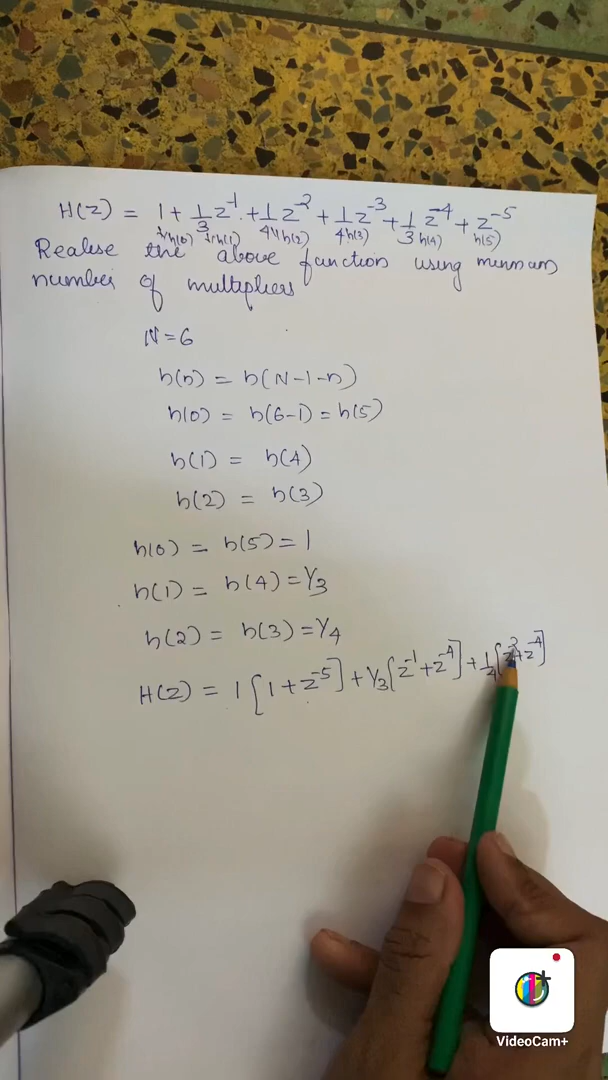 H(z) = 1 + 1/3 z^-1 + 1/4 z^-2 + 1/4 z^-3 + 1/3 z^-4 + z^-5
h(0) h(1) h(2) h(3) h(4) h(5)
Realise the above function using
number of multipliers
N = 6
h(n) = h(N-1-n)
h(0) = h(6-1) = h(5)
h(1) = h(4)
h(2) = h(3)
h(0) = h(5) = 1
h(1) = h(4) = 1/3
h(2) = h(3) = 1/4
H(z) = 1 [1 + z^-5] + 1/3 [z^-1 + z^-4] + 1/4 [ + z^-4]
VideoCam+